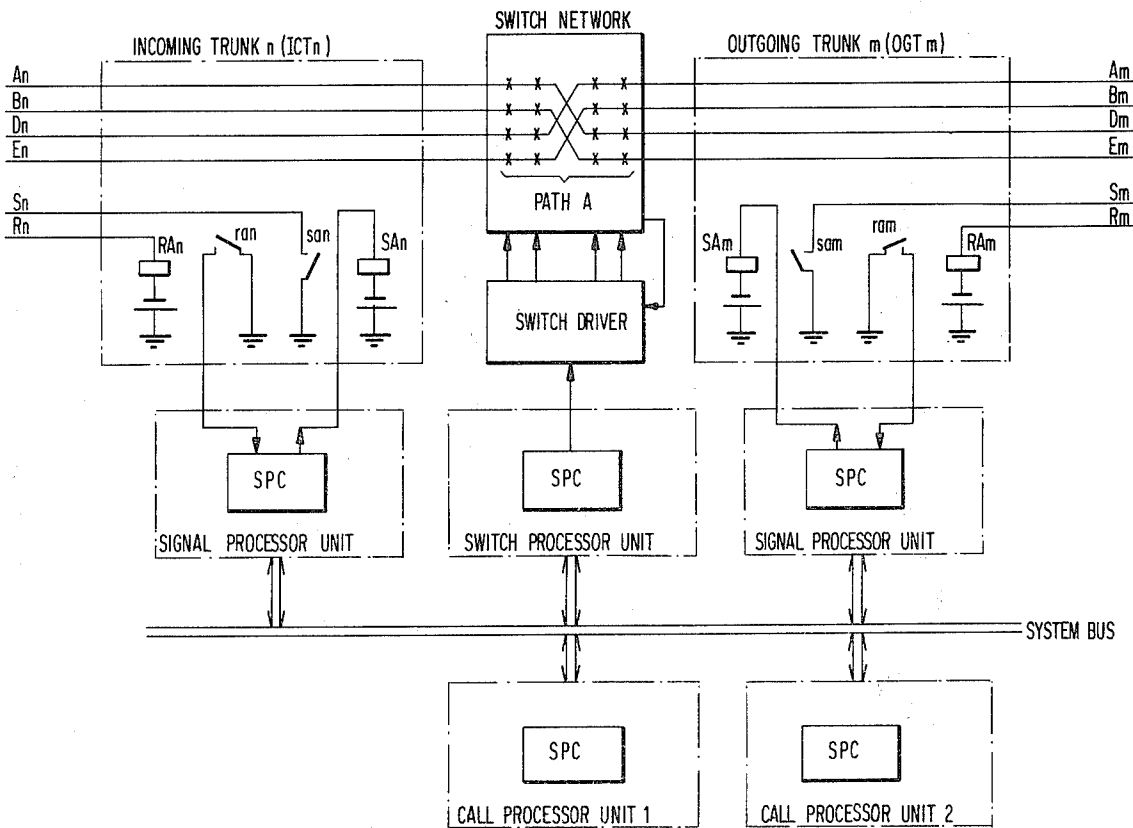 SWITCH NETWORK
INCOMING TRUNK n (ICTn)
OUTGOING TRUNK m (OGT m)
An
Bn
Dn
En
Sn
Rn
Am
Bm
Dm
Em
Sm
Rm
x x x x
x x x x
x x x x
x x x x
PATH A
RAn
ran
san
SAn
SAm
sam
ram
RAm
SWITCH DRIVER
SPC
SPC
SPC
SIGNAL PROCESSOR UNIT
SWITCH PROCESSOR UNIT
SIGNAL PROCESSOR UNIT
SYSTEM BUS
SPC
SPC
CALL PROCESSOR UNIT 1
CALL PROCESSOR UNIT 2